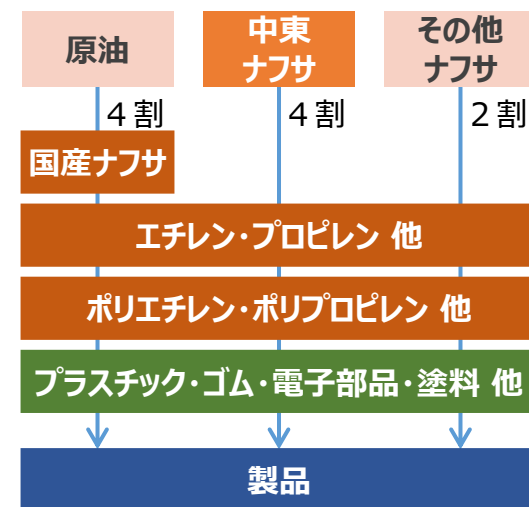 原油
中東
ナフサ
その他
ナフサ
４割
４割
２割
国産ナフサ
エチレン・プロピレン 他
ポリエチレン・ポリプロピレン 他
プラスチック・ゴム・電子部品・塗料 他
製品